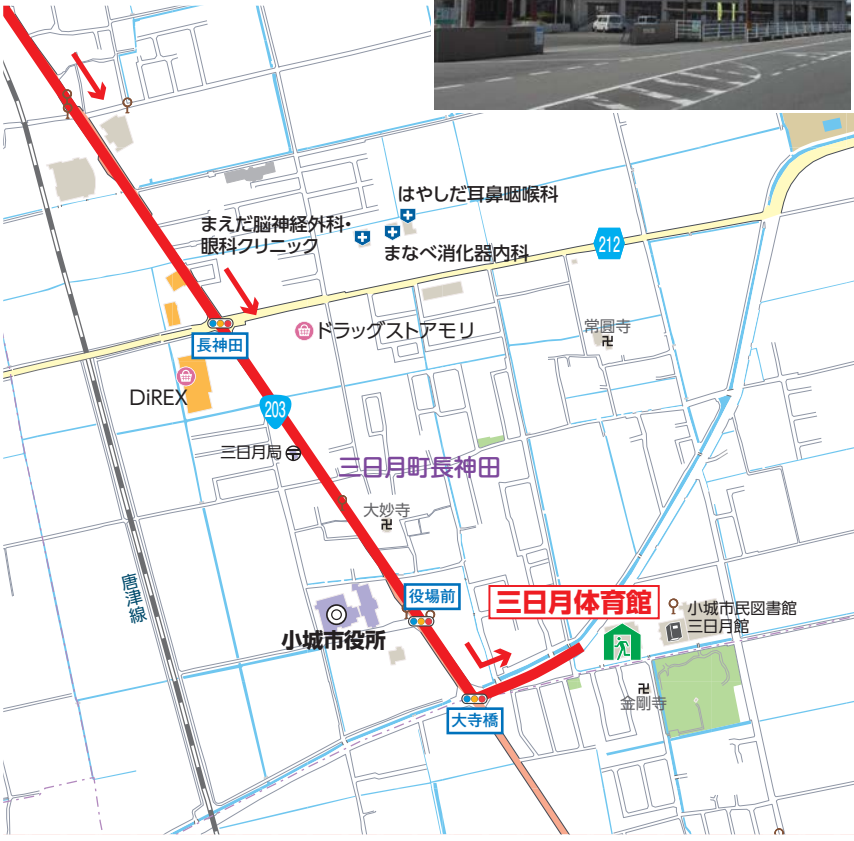 はやしだ耳鼻咽喉科
まえだ脳神経外科・
眼科クリニック
まなべ消化器内科
212
長神田
ドラッグストアモリ
常圓寺
DiREX
203
三日月局
三日月町長神田
大妙寺
唐津線
役場前
三日月体育館
小城市民図書館
三日月館
小城市役所
金剛寺
大寺橋